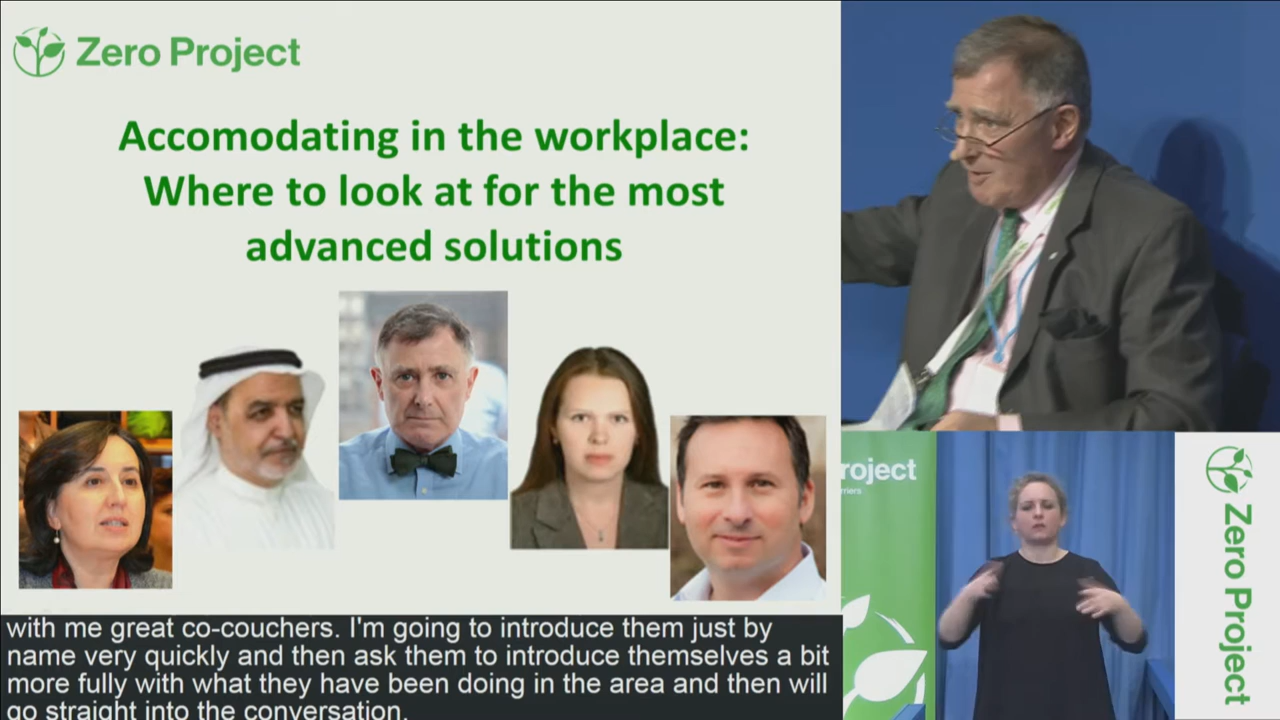 Zero Project
Accomodating in the workplace:
Where to look at for the most
advanced solutions
with me great co-couchers. I'm going to introduce them just by
name very quickly and then ask them to introduce themselves a bit
more fully with what they have been doing in the area and then will
go straight into the conversation.
roject
rriers
Zero Project